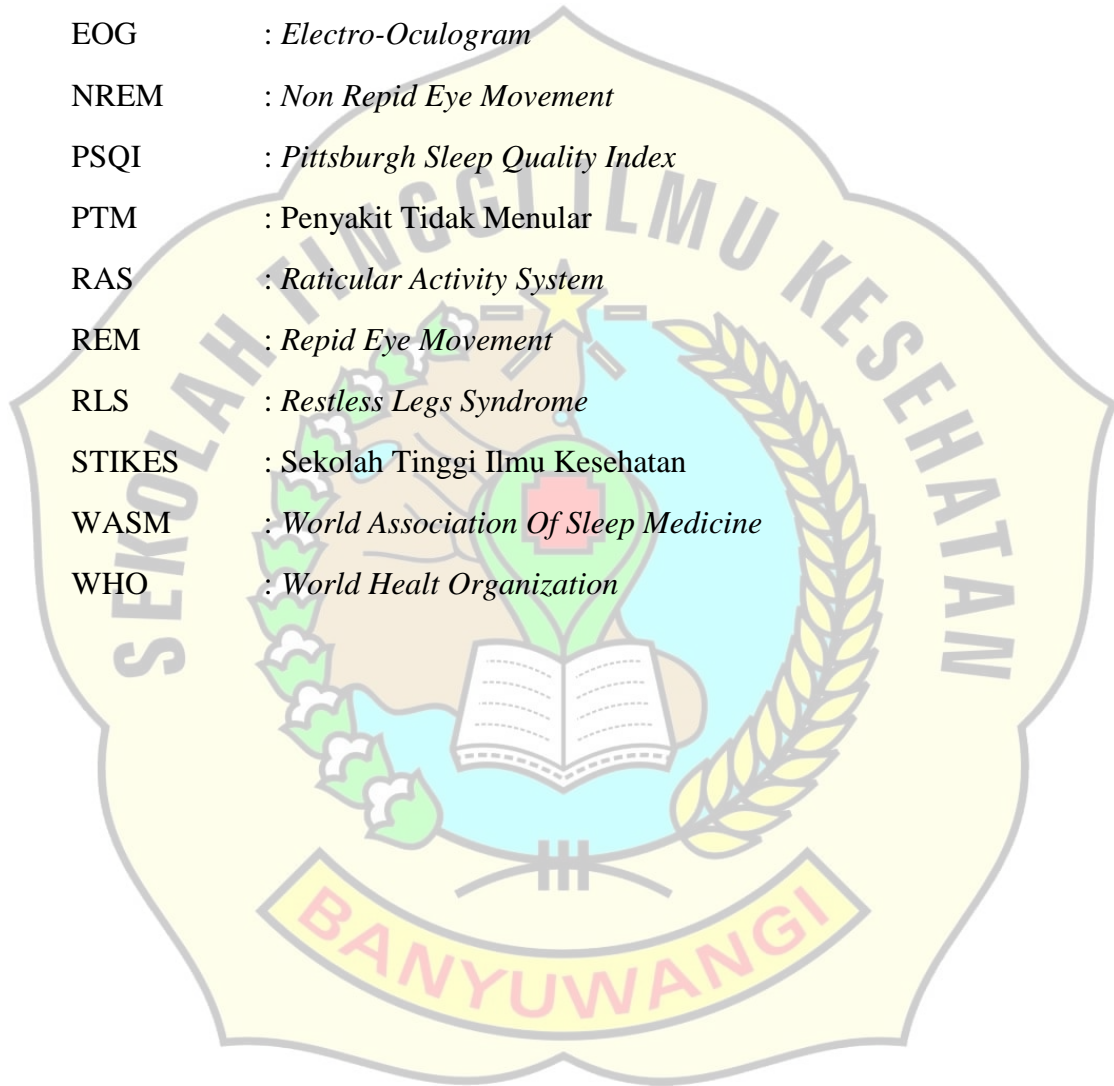 EOG : Electro-Oculogram
NREM : Non Repid Eye Movement
PSQI : Pittsburgh Sleep Quality Index
PTM : Penyakit Tidak Menular
RAS : Raticular Activity System
REM : Repid Eye Movement
RLS : Restless Legs Syndrome
STIKES : Sekolah Tinggi Ilmu Kesehatan
WASM : World Association Of Sleep Medicine
WHO : World Healt Organization
SEKOLAH TINGGI ILMU KESEHATAN
BANYUWANGI